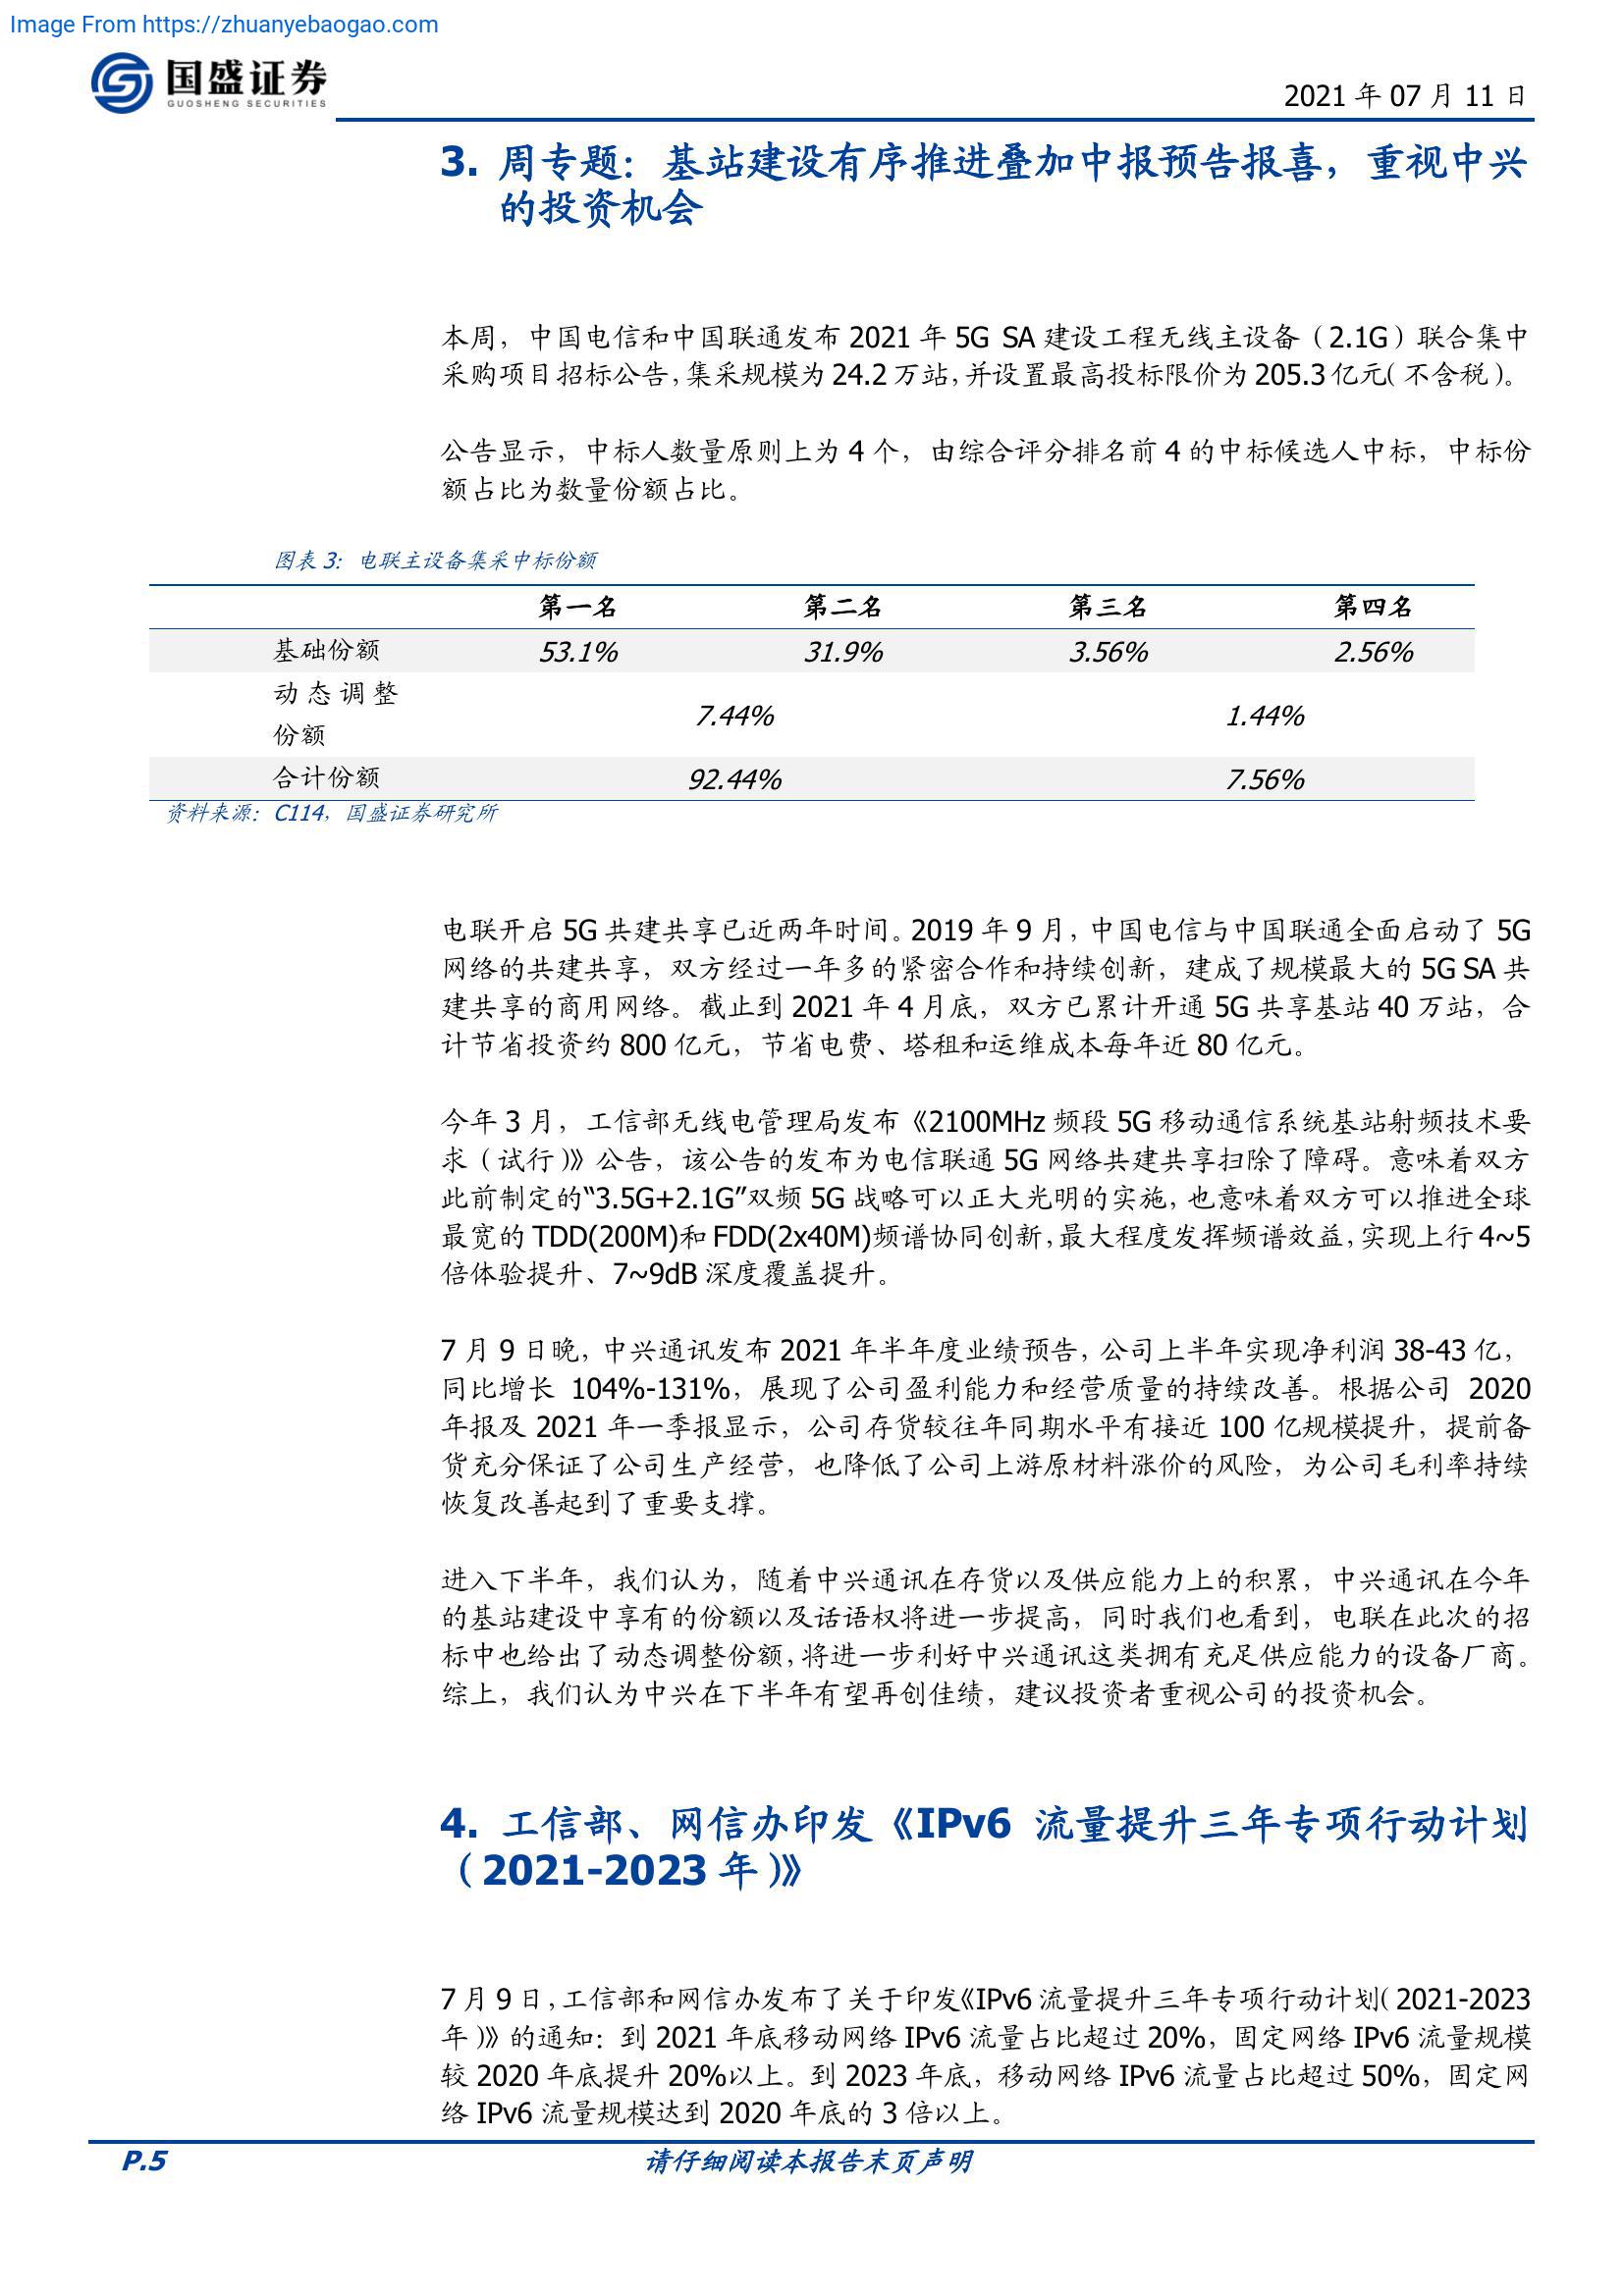 Image From https://zhuanyebaogao.com
国盛证券
GUOSHENG SECURITIES
2021 年 07 月 11 日
3. 周专题：基站建设有序推进叠加中报预告报喜，重视中兴
的投资机会
本周，中国电信和中国联通发布 2021 年 5G SA 建设工程无线主设备（2.1G）联合集中
采购项目招标公告，集采规模为 24.2 万站，并设置最高投标限价为 205.3 亿元（不含税）。
公告显示，中标人数量原则上为 4 个，由综合评分排名前 4 的中标候选人中标，中标份
额占比为数量份额占比。
图表 3：电联主设备集采中标份额
第一名 第二名 第三名 第四名
基础份额 53.1% 31.9% 3.56% 2.56%
动态调整
份额 7.44% 1.44%
合计份额 92.44% 7.56%
资料来源：C114，国盛证券研究所
电联开启 5G 共建共享已近两年时间。2019 年 9 月，中国电信与中国联通全面启动了 5G
网络的共建共享，双方经过一年多的紧密合作和持续创新，建成了规模最大的 5G SA 共
建共享的商用网络。截止到 2021 年 4 月底，双方已累计开通 5G 共享基站 40 万站，合
计节省投资约 800 亿元，节省电费、塔租和运维成本每年近 80 亿元。
今年 3 月，工信部无线电管理局发布《2100MHz 频段 5G 移动通信系统基站射频技术要
求（试行）》公告，该公告的发布为电信联通 5G 网络共建共享扫除了障碍。意味着双方
此前制定的“3.5G+2.1G”双频 5G 战略可以正大光明的实施，也意味着双方可以推进全球
最宽的 TDD(200M)和 FDD(2x40M)频谱协同创新，最大程度发挥频谱效益，实现上行 4~5
倍体验提升、7~9dB 深度覆盖提升。
7 月 9 日晚，中兴通讯发布 2021 年半年度业绩预告，公司上半年实现净利润 38-43 亿，
同比增长 104%-131%，展现了公司盈利能力和经营质量的持续改善。根据公司 2020
年报及 2021 年一季报显示，公司存货较往年同期水平有接近 100 亿规模提升，提前备
货充分保证了公司生产经营，也降低了公司上游原材料涨价的风险，为公司毛利率持续
恢复改善起到了重要支撑。
进入下半年，我们认为，随着中兴通讯在存货以及供应能力上的积累，中兴通讯在今年
的基站建设中享有的份额以及话语权将进一步提高，同时我们也看到，电联在此次的招
标中也给出了动态调整份额，将进一步利好中兴通讯这类拥有充足供应能力的设备厂商。
综上，我们认为中兴在下半年有望再创佳绩，建议投资者重视公司的投资机会。
4. 工信部、网信办印发《IPv6 流量提升三年专项行动计划
（2021-2023 年）》
7 月 9 日，工信部和网信办发布了关于印发《IPv6 流量提升三年专项行动计划（2021-2023
年）》的通知：到 2021 年底移动网络 IPv6 流量占比超过 20%，固定网络 IPv6 流量规模
较 2020 年底提升 20%以上。到 2023 年底，移动网络 IPv6 流量占比超过 50%，固定网
络 IPv6 流量规模达到 2020 年底的 3 倍以上。
P.5 请仔细阅读本报告末页声明